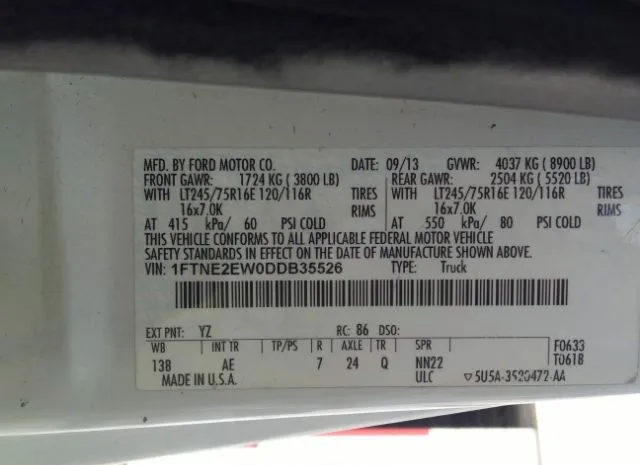 MFD. BY FORD MOTOR CO. DATE: 09/13 GVWR: 4037 KG ( 8900 LB)
FRONT GAWR: 1724 KG ( 3800 LB) REAR GAWR: 2504 KG ( 5520 LB)
WITH LT245/75R16E 120/116R TIRES WITH LT245/75R16E 120/116R TIRES
16x7.0K RIMS 16x7.0K RIMS
AT 415 kPa/ 60 PSI COLD AT 550 kPa/ 80 PSI COLD
THIS VEHICLE CONFORMS TO ALL APPLICABLE FEDERAL MOTOR VEHICLE
SAFETY STANDARDS IN EFFECT ON THE DATE OF MANUFACTURE SHOWN ABOVE.
VIN: 1FTNE2EW0DDB35526 TYPE: Truck
EXT PNT: YZ RC: 86 DSO: F0633
WB INT TR TP/PS R AXLE TR SPR T0618
138 AE 7 24 Q NN22
MADE IN U.S.A. ULC ▽5U5A-3520472-AA